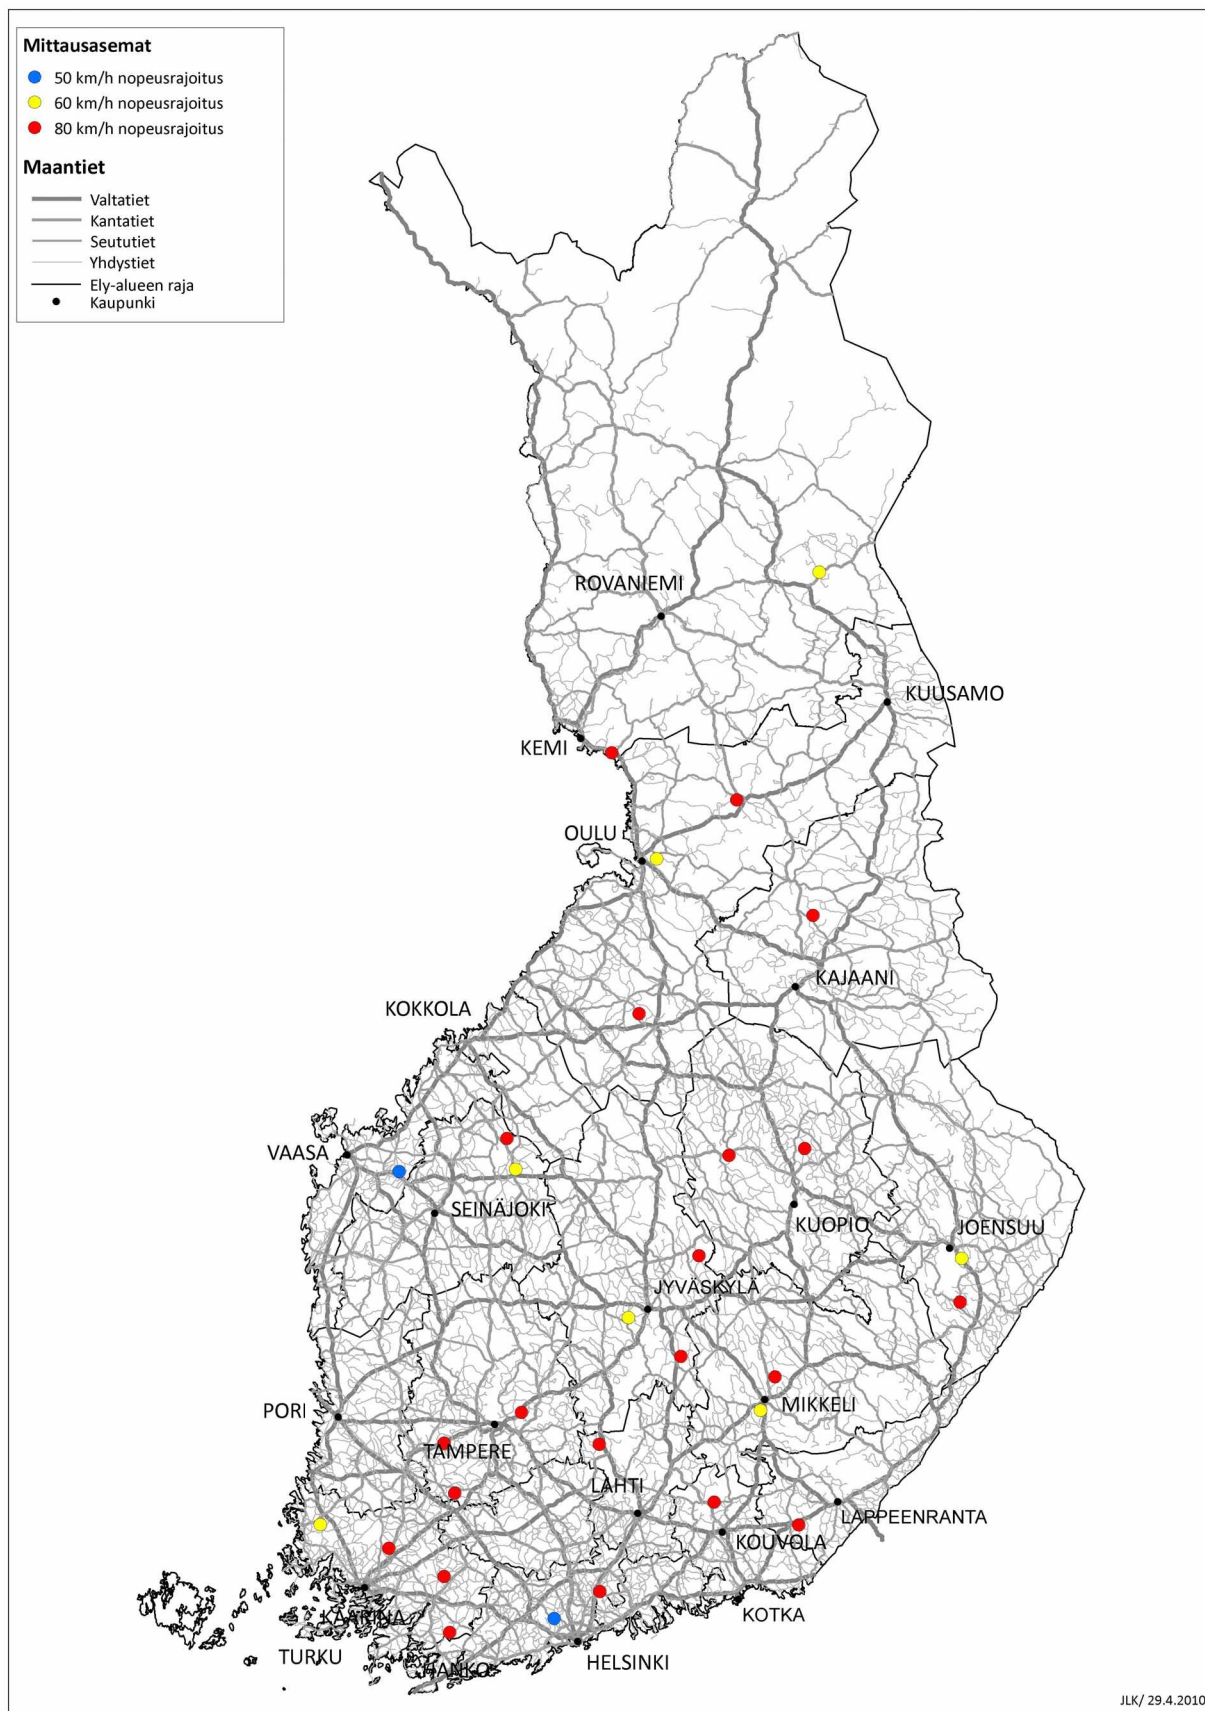 Mittausasemat
50 km/h nopeusrajoitus
60 km/h nopeusrajoitus
80 km/h nopeusrajoitus
Maantiet
Valtatiet
Kantatiet
Seututiet
Yhdystiet
Ely-alueen raja
Kaupunki
ROVANIEMI
KUUSAMO
KEMI
OULU
KAJAANI
KOKKOLA
VAASA
SEINÄJOKI
KUOPIO
JOENSUU
JYVÄSKYLÄ
PORI
MIKKELI
TAMPERE
LAHTI
LAPPEENRANTA
KOUVOLA
KOTKA
KAARINA
TURKU
HANKO
HELSINKI
JLK/ 29.4.2010